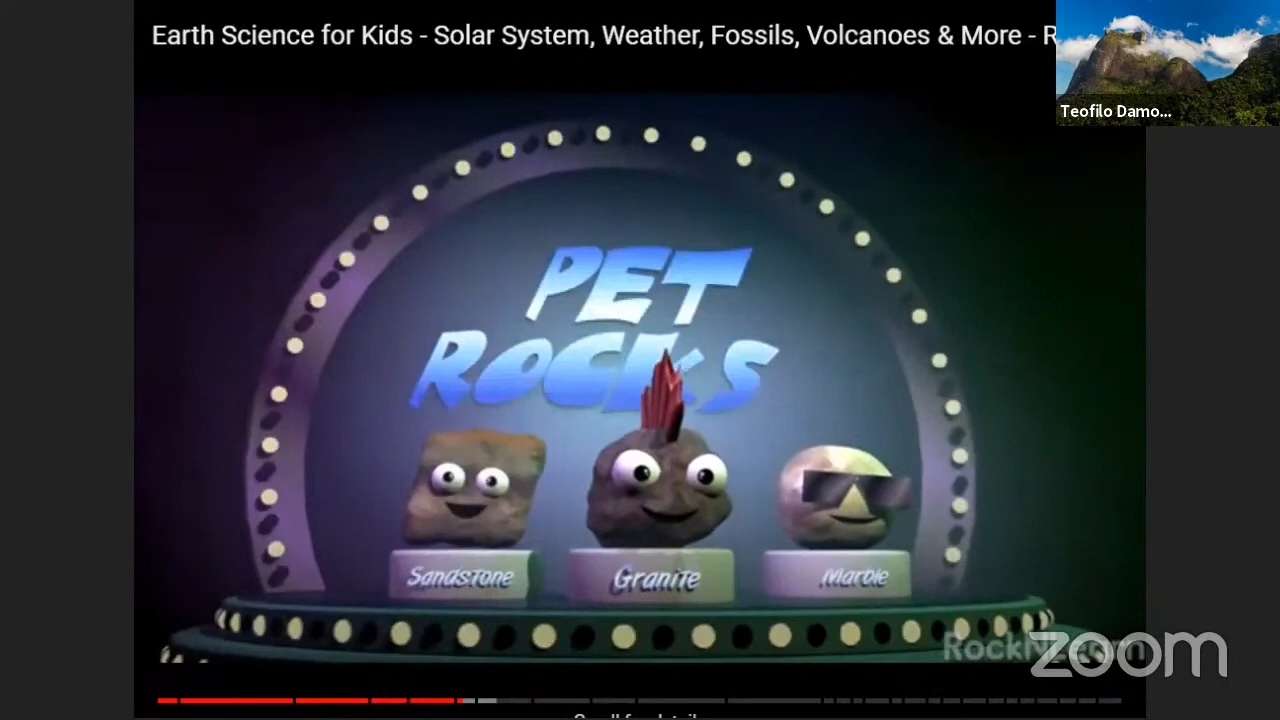 Earth Science for Kids - Solar System, Weather, Fossils, Volcanoes & More - R
Teofilo Damo...
PET
ROCKS
Sandstone
Granite
Marble
zoom